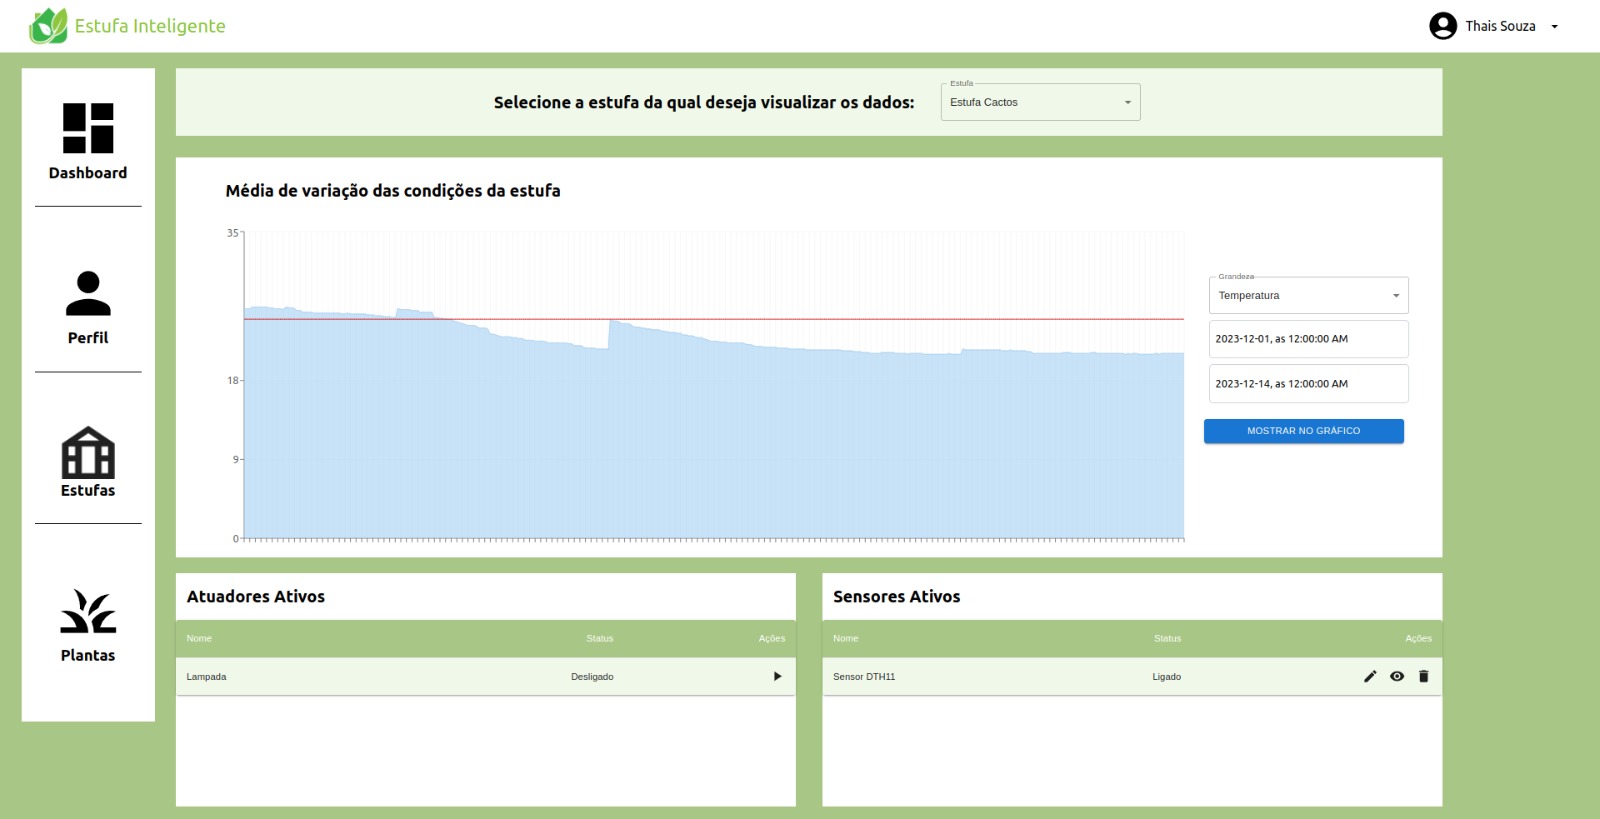 Estufa Inteligente
Thais Souza
Dashboard
Perfil
Estufas
Plantas
Selecione a estufa da qual deseja visualizar os dados:
Estufa
Estufa Cactos
Média de variação das condições da estufa
35
18
9
0
Grandeza
Temperatura
2023-12-01, as 12:00:00 AM
2023-12-14, as 12:00:00 AM
MOSTRAR NO GRÁFICO
Atuadores Ativos
Nome Status Ações
Lampada Desligado
Sensores Ativos
Nome Status Ações
Sensor DTH11 Ligado